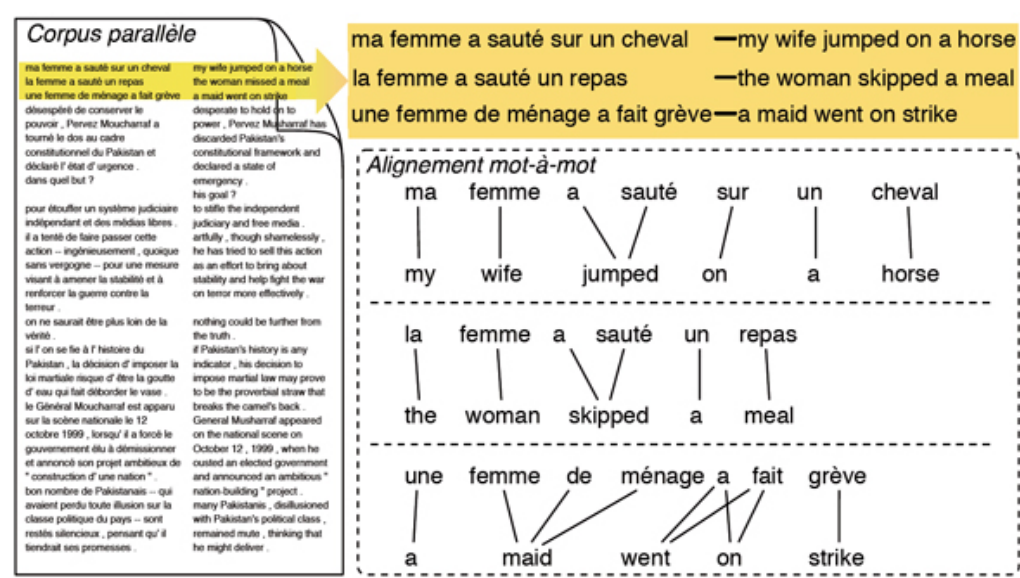 Corpus parallèle
ma femme a sauté sur un cheval
la femme a sauté un repas
une femme de ménage a fait grève
désespéré de conserver le
pouvoir , Pervez Moucharraf a
tourné le dos au cadre
constitutionnel du Pakistan et
déclaré l' état d' urgence .
dans quel but ?
pour étouffer un système judiciaire
indépendant et des médias libres .
il a tenté de faire passer cette
action -- ingénieusement , quoique
sans vergogne -- pour une mesure
visant à amener la stabilité et à
renforcer la guerre contre la
terreur .
on ne saurait être plus loin de la
vérité .
si l' on se fie à l' histoire du
Pakistan , la décision d' imposer la
loi martiale risque d' être la goutte
d' eau qui fait déborder le vase .
le Général Moucharraf est apparu
sur la scène nationale le 12
octobre 1999 , lorsqu' il a forcé le
gouvernement élu à démissionner
et annoncé son projet ambitieux de
" construction d' une nation " .
bon nombre de Pakistanais -- qui
avaient perdu toute illusion sur la
classe politique du pays -- sont
restés silencieux , pensant qu' il
tiendrait ses promesses .
my wife jumped on a horse
the woman missed a meal
a maid went on strike
desperate to hold on to
power , Pervez Musharraf has
discarded Pakistan's
constitutional framework and
declared a state of
emergency .
his goal ?
to stifle the independent
judiciary and free media .
artfully , though shamelessly ,
he has tried to sell this action
as an effort to bring about
stability and help fight the war
on terror more effectively .
nothing could be further from
the truth .
if Pakistan's history is any
indicator , his decision to
impose martial law may prove
to be the proverbial straw that
breaks the camel's back .
General Musharraf appeared
on the national scene on
October 12 , 1999 , when he
ousted an elected government
and announced an ambitious "
nation-building " project .
many Pakistanis , disillusioned
with Pakistan's political class ,
remained mute , thinking that
he might deliver .
ma femme a sauté sur un cheval —my wife jumped on a horse
la femme a sauté un repas —the woman skipped a meal
une femme de ménage a fait grève—a maid went on strike
Alignement mot-à-mot
ma femme a sauté sur un cheval
my wife jumped on a horse
la femme a sauté un repas
the woman skipped a meal
une femme de ménage a fait grève
a maid went on strike